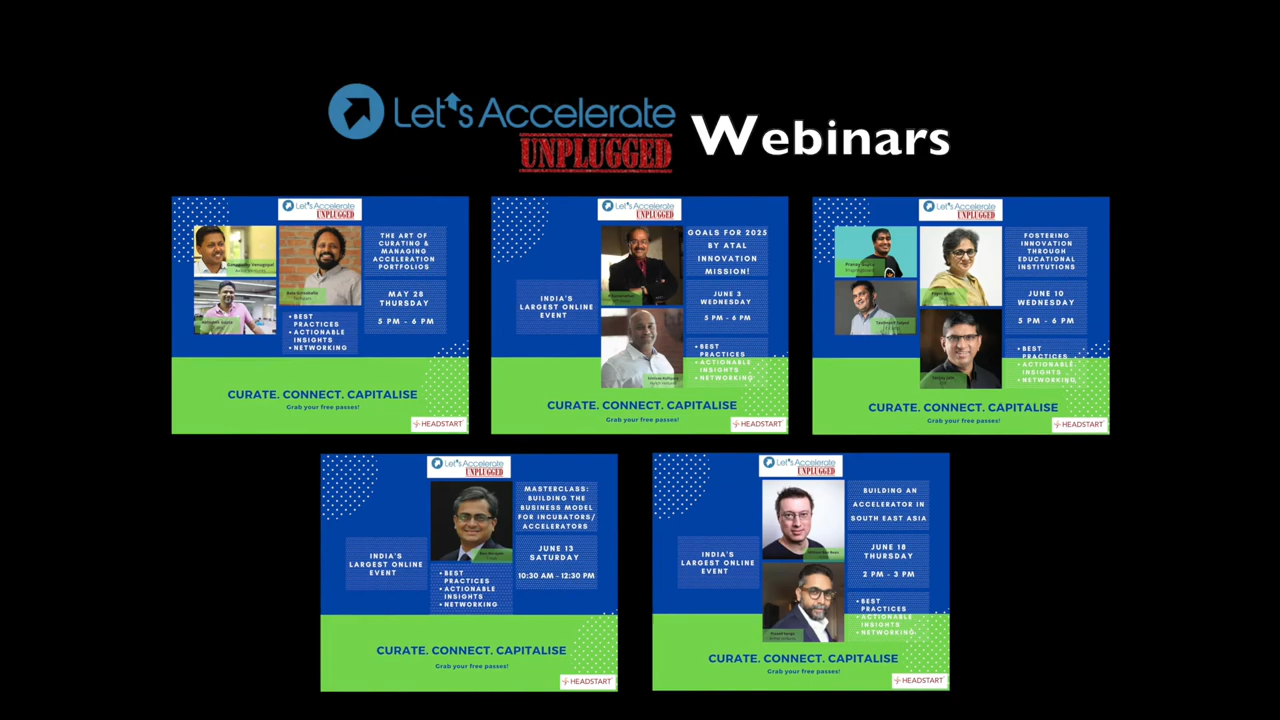 Let's Accelerate
UNPLUGGED
Webinars
Let's Accelerate
UNPLUGGED
THE ART OF
CURATING &
MANAGING
ACCELERATION
PORTFOLIOS
MAY 28
THURSDAY
5 PM - 6 PM
• BEST
PRACTICES
• ACTIONABLE
INSIGHTS
• NETWORKING
CURATE. CONNECT. CAPITALISE
Grab your free passes!
HEADSTART
Let's Accelerate
UNPLUGGED
INDIA'S
LARGEST ONLINE
EVENT
GOALS FOR 2025
BY ATAL
INNOVATION
MISSION!
JUNE 3
WEDNESDAY
5 PM - 6 PM
• BEST
PRACTICES
• ACTIONABLE
INSIGHTS
• NETWORKING
CURATE. CONNECT. CAPITALISE
Grab your free passes!
HEADSTART
Let's Accelerate
UNPLUGGED
FOSTERING
INNOVATION
THROUGH
EDUCATIONAL
INSTITUTIONS
JUNE 10
WEDNESDAY
5 PM - 6 PM
• BEST
PRACTICES
• ACTIONABLE
INSIGHTS
• NETWORKING
CURATE. CONNECT. CAPITALISE
Grab your free passes!
HEADSTART
Let's Accelerate
UNPLUGGED
INDIA'S
LARGEST ONLINE
EVENT
MASTERCLASS:
BUILDING THE
BUSINESS MODEL
FOR INCUBATORS/
ACCELERATORS
JUNE 13
SATURDAY
10:30 AM - 12:30 PM
• BEST
PRACTICES
• ACTIONABLE
INSIGHTS
• NETWORKING
CURATE. CONNECT. CAPITALISE
Grab your free passes!
HEADSTART
Let's Accelerate
UNPLUGGED
INDIA'S
LARGEST ONLINE
EVENT
BUILDING AN
ACCELERATOR IN
SOUTH EAST ASIA
JUNE 18
THURSDAY
2 PM - 3 PM
• BEST
PRACTICES
• ACTIONABLE
INSIGHTS
• NETWORKING
CURATE. CONNECT. CAPITALISE
Grab your free passes!
HEADSTART